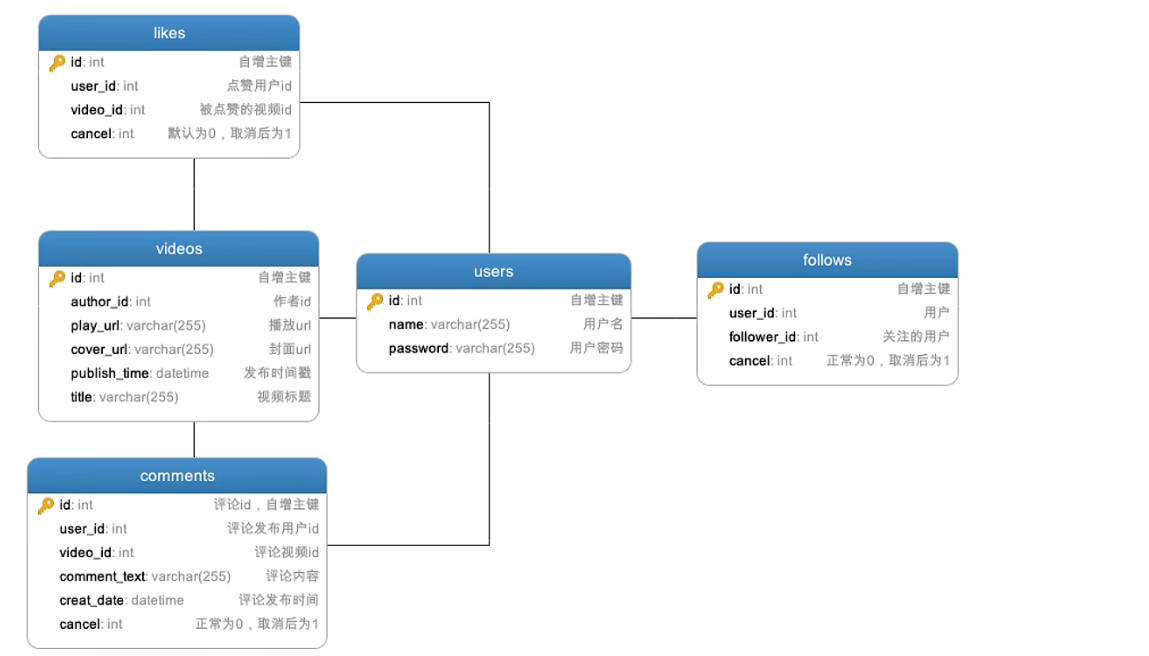 likes
id: int 自增主键
user_id: int 点赞用户id
video_id: int 被点赞的视频id
cancel: int 默认为0，取消后为1
videos
id: int 自增主键
author_id: int 作者id
play_url: varchar(255) 播放url
cover_url: varchar(255) 封面url
publish_time: datetime 发布时间戳
title: varchar(255) 视频标题
users
id: int 自增主键
name: varchar(255) 用户名
password: varchar(255) 用户密码
follows
id: int 自增主键
user_id: int 用户
follower_id: int 关注的用户
cancel: int 正常为0，取消后为1
comments
id: int 评论id，自增主键
user_id: int 评论发布用户id
video_id: int 评论视频id
comment_text: varchar(255) 评论内容
creat_date: datetime 评论发布时间
cancel: int 正常为0，取消后为1